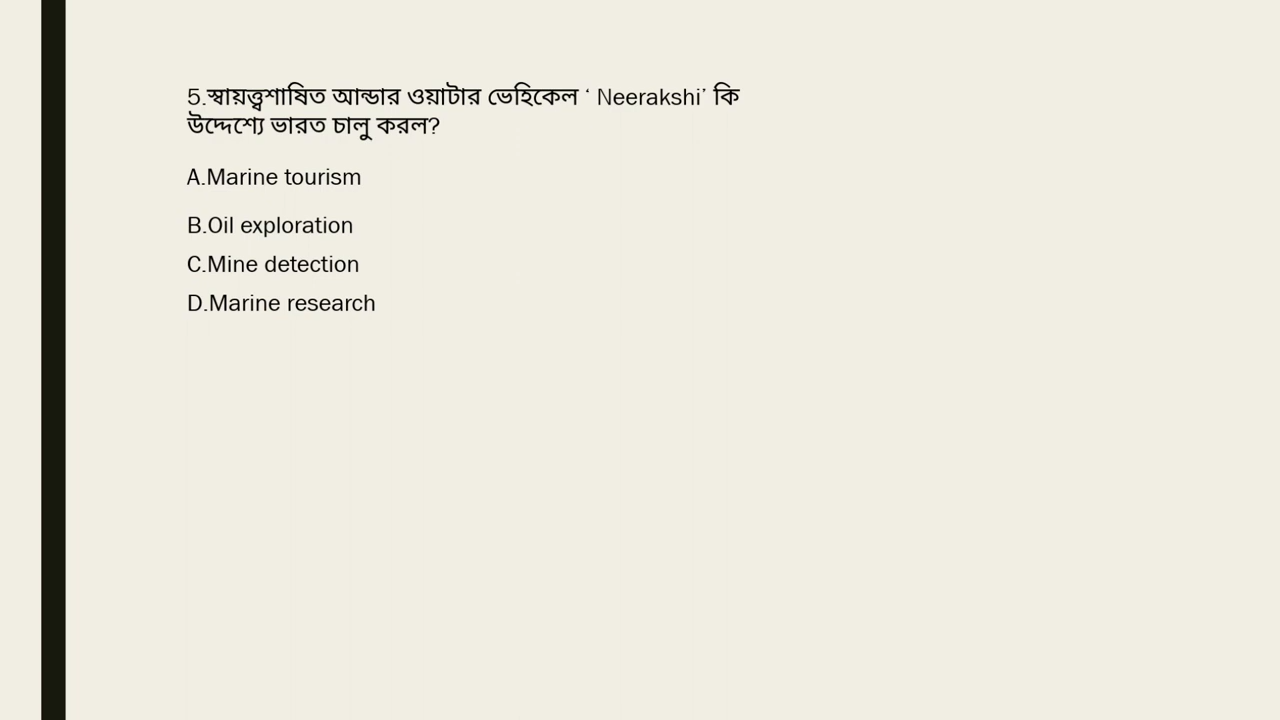 5.স্বায়ত্ত্বশাষিত আন্ডার ওয়াটার ভেহিকেল ‘ Neerakshi’ কি
উদ্দেশ্যে ভারত চালু করল?
A.Marine tourism
B.Oil exploration
C.Mine detection
D.Marine research